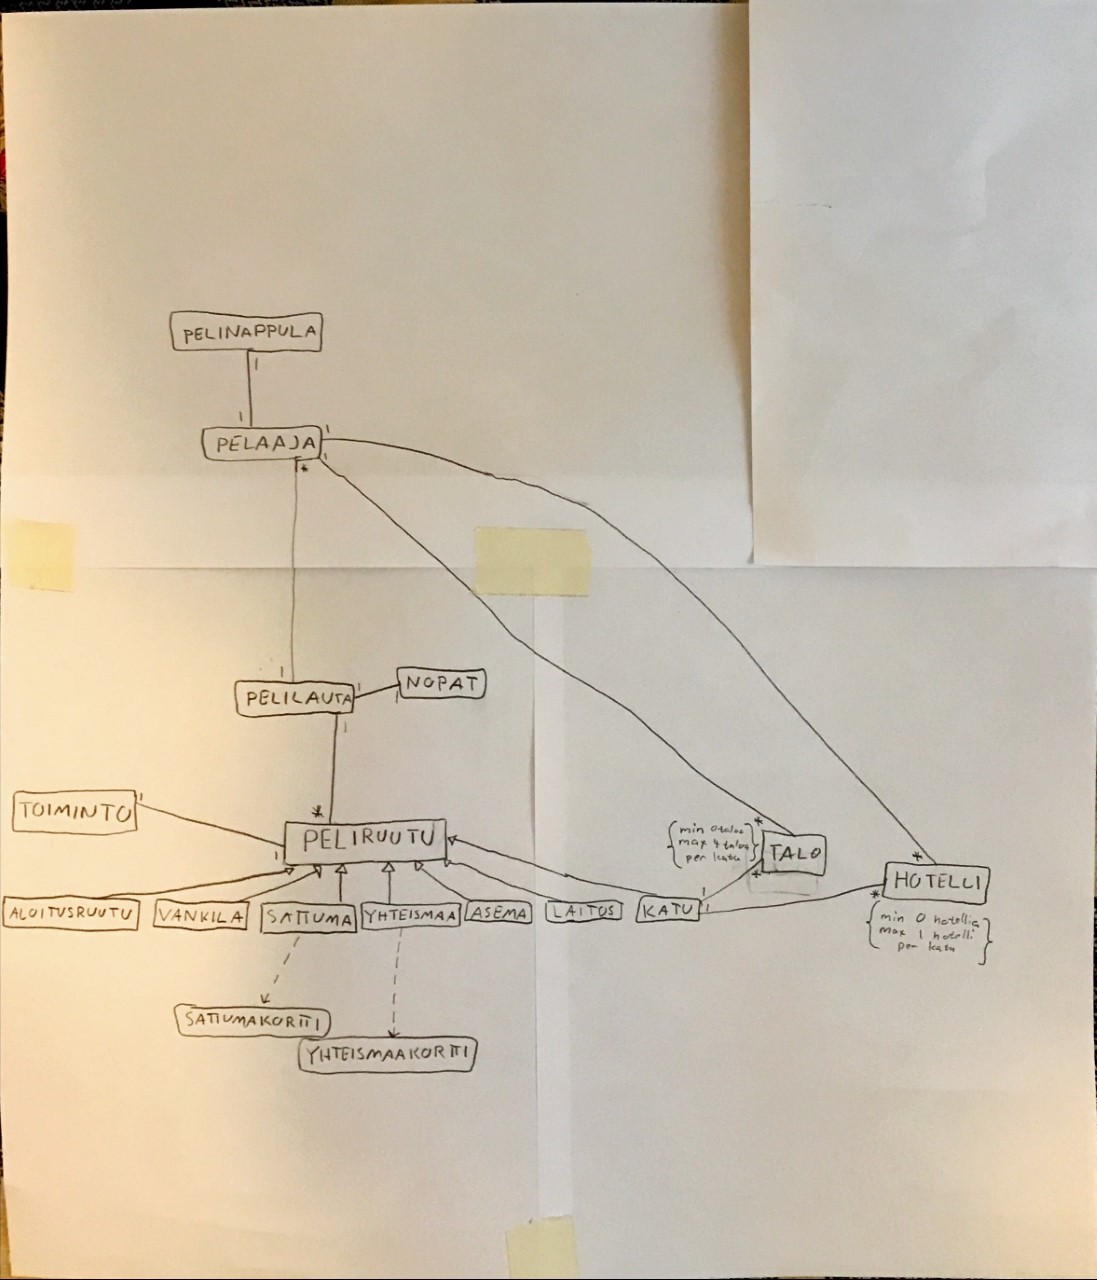 PELINAPPULA
1
1
PELAAJA
1
1
*
1
PELILAUTA
1
1
NOPAT
1
TOIMINTO
1
*
1
PELIRUUTU
*
min 0 taloa
max 4 taloa
per katu
TALO
*
*
HOTELLI
*
ALOITUSRUUTU
VANKILA
SATTUMA
YHTEISMAA
ASEMA
LAITOS
KATU
1
1
min 0 hotellia
max 1 hotelli
per katu
SATTUMAKORTTI
YHTEISMAAKORTTI